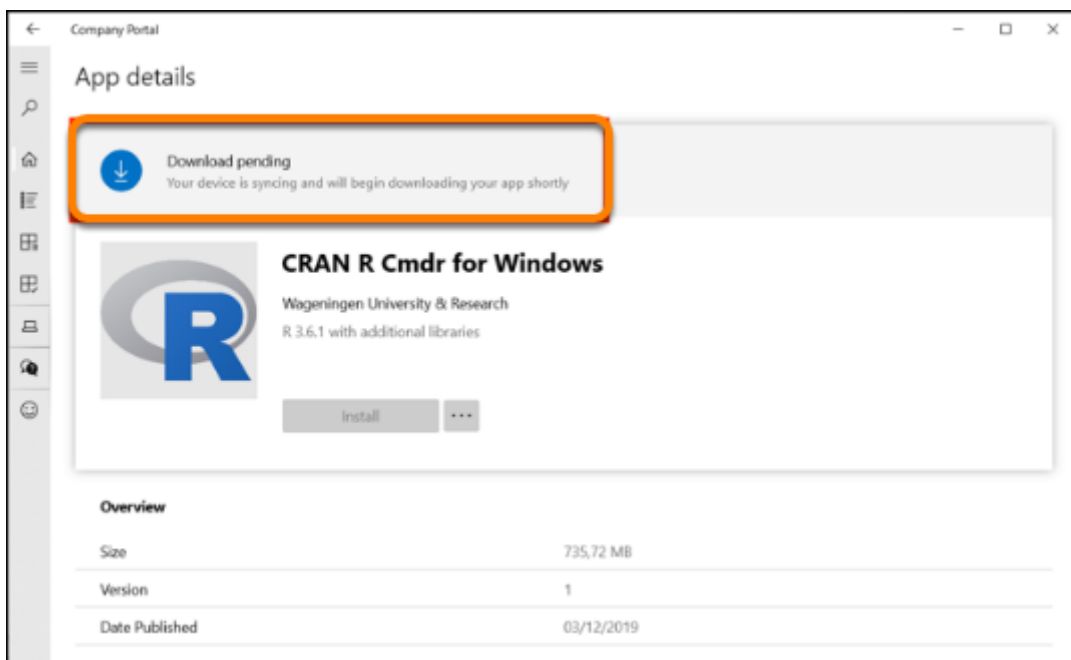 Company Portal
App details
Download pending
Your device is syncing and will begin downloading your app shortly
R
CRAN R Cmdr for Windows
Wageningen University & Research
R 3.6.1 with additional libraries
Install
Overview
Size 735,72 MB
Version 1
Date Published 03/12/2019